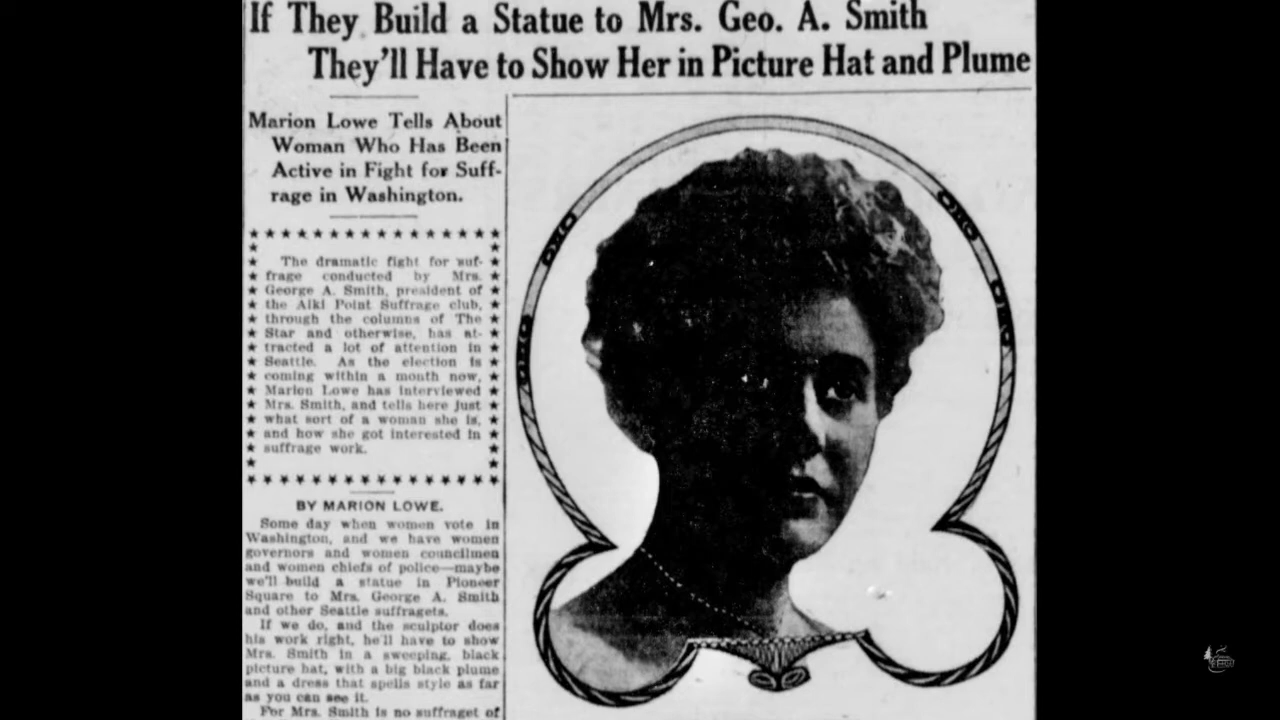 If They Build a Statue to Mrs. Geo. A. Smith
They'll Have to Show Her in Picture Hat and Plume
Marion Lowe Tells About
Woman Who Has Been
Active in Fight for Suff-
rage in Washington.
The dramatic fight for suf-
frage conducted by Mrs.
George A. Smith, president of
the Alki Point Suffrage club,
through the columns of The
Star and otherwise, has at-
tracted a lot of attention in
Seattle. As the election is
coming within a month now,
Marion Lowe has interviewed
Mrs. Smith, and tells here just
what sort of a woman she is,
and how she got interested in
suffrage work.
BY MARION LOWE.
Some day when women vote in
Washington, and we have women
governors and women councilmen
and women chiefs of police—maybe
we'll build a statue in Pioneer
Square to Mrs. George A. Smith
and other Seattle suffragets.
If we do, and the sculptor does
his work right, he'll have to show
Mrs. Smith in a sweeping, black
picture hat, with a big black plume
and a dress that spells style as far
as you can see it.
For Mrs. Smith is no suffraget of